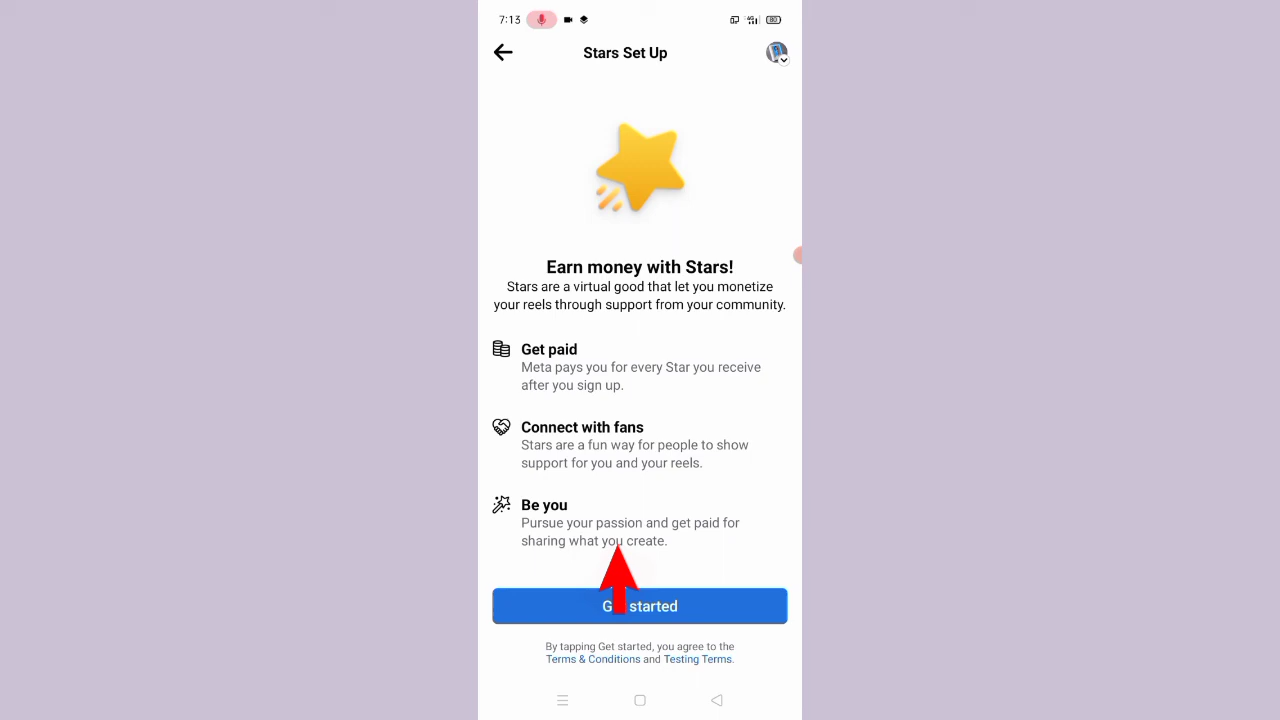 7:13
4G
80
Stars Set Up
Earn money with Stars!
Stars are a virtual good that let you monetize
your reels through support from your community.
Get paid
Meta pays you for every Star you receive
after you sign up.
Connect with fans
Stars are a fun way for people to show
support for you and your reels.
Be you
Pursue your passion and get paid for
sharing what you create.
Get started
By tapping Get started, you agree to the
Terms & Conditions and Testing Terms.